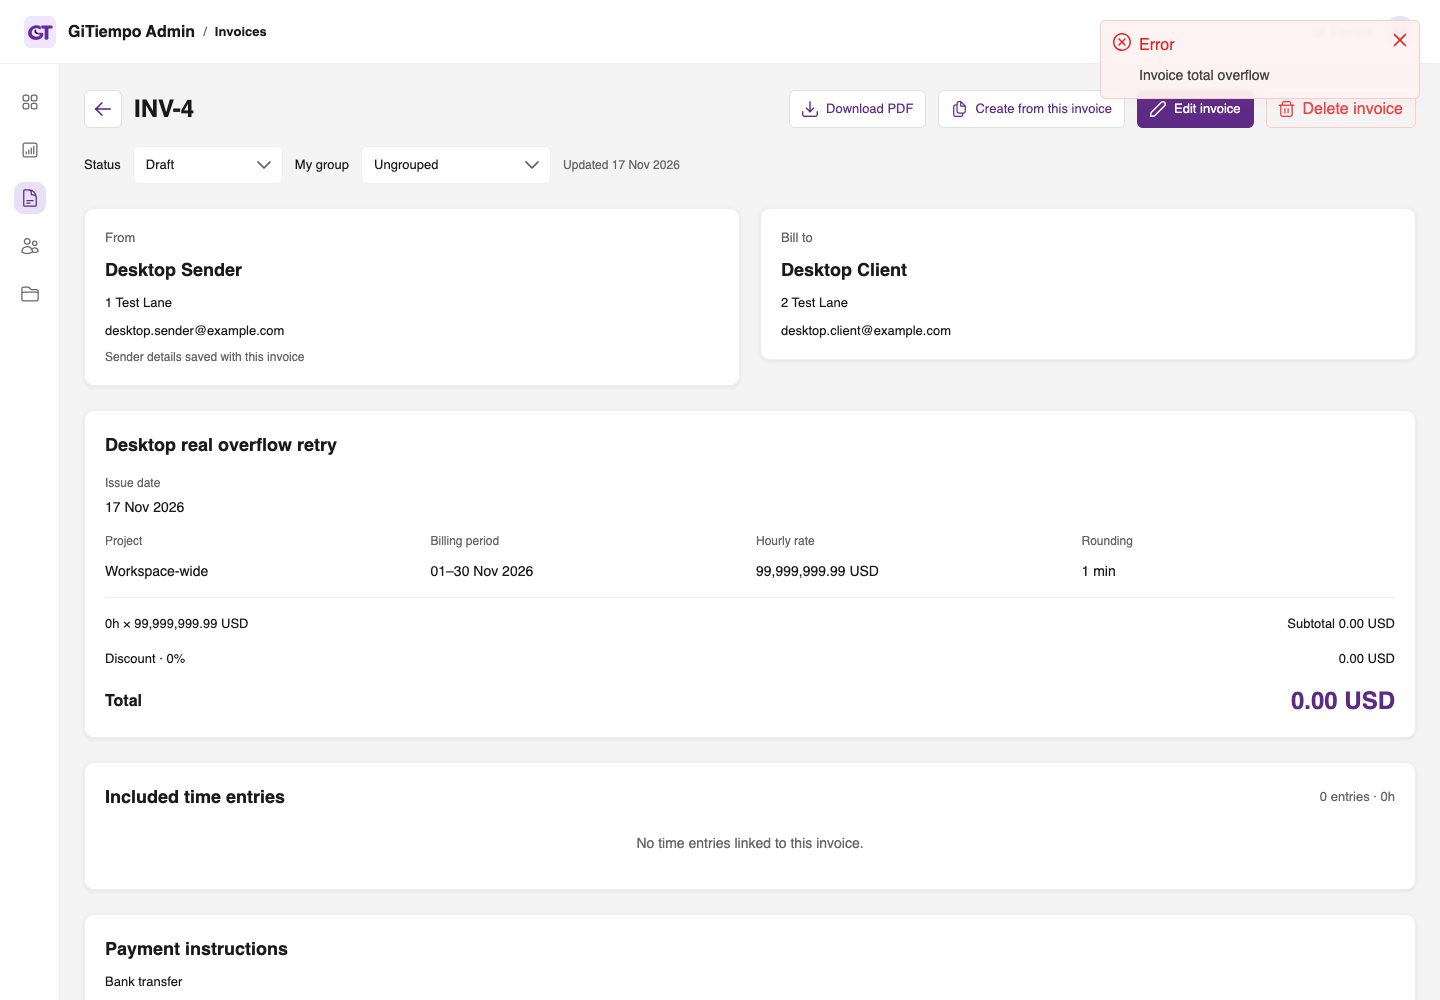 GT GiTiempo Admin / Invoices
Error
Invoice total overflow
INV-4
Download PDF
Create from this invoice
Edit invoice
Delete invoice
Status
Draft
My group
Ungrouped
Updated 17 Nov 2026
From
Desktop Sender
1 Test Lane
desktop.sender@example.com
Sender details saved with this invoice
Bill to
Desktop Client
2 Test Lane
desktop.client@example.com
Desktop real overflow retry
Issue date
17 Nov 2026
Project
Workspace-wide
Billing period
01–30 Nov 2026
Hourly rate
99,999,999.99 USD
Rounding
1 min
0h × 99,999,999.99 USD
Subtotal 0.00 USD
Discount · 0%
0.00 USD
Total
0.00 USD
Included time entries
0 entries · 0h
No time entries linked to this invoice.
Payment instructions
Bank transfer